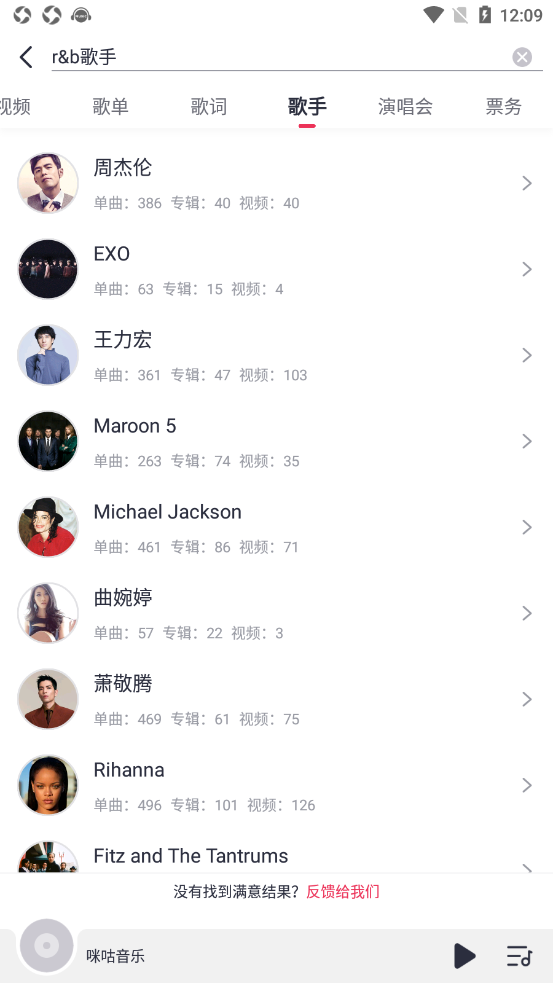 12:09
r&b歌手
视频 歌单 歌词 歌手 演唱会 票务
周杰伦
单曲：386 专辑：40 视频：40
EXO
单曲：63 专辑：15 视频：4
王力宏
单曲：361 专辑：47 视频：103
Maroon 5
单曲：263 专辑：74 视频：35
Michael Jackson
单曲：461 专辑：86 视频：71
曲婉婷
单曲：57 专辑：22 视频：3
萧敬腾
单曲：469 专辑：61 视频：75
Rihanna
单曲：496 专辑：101 视频：126
Fitz and The Tantrums
没有找到满意结果？反馈给我们
咪咕音乐